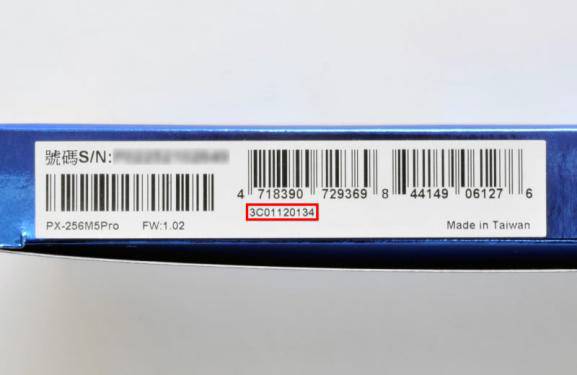 號碼S/N:
4 718390 729369 8 44149 06127 6
3C01120134
PX-256M5Pro FW:1.02
Made in Taiwan